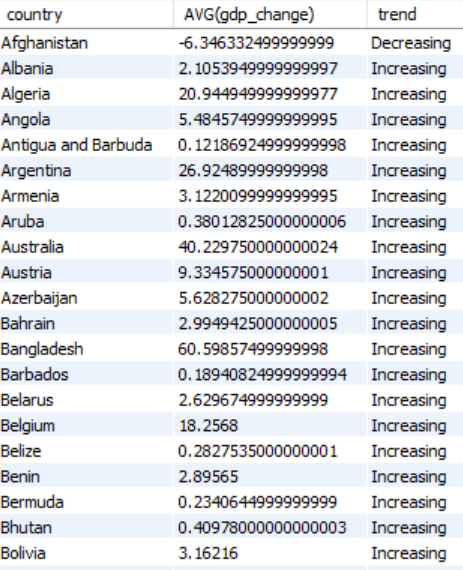 country AVG(gdp_change) trend
Afghanistan -6.346332499999999 Decreasing
Albania 2.1053949999999997 Increasing
Algeria 20.944949999999977 Increasing
Angola 5.4845749999999995 Increasing
Antigua and Barbuda 0.12186924999999998 Increasing
Argentina 26.92489999999998 Increasing
Armenia 3.1220099999999995 Increasing
Aruba 0.38012825000000006 Increasing
Australia 40.229750000000024 Increasing
Austria 9.334575000000001 Increasing
Azerbaijan 5.628275000000002 Increasing
Bahrain 2.9949425000000005 Increasing
Bangladesh 60.59857499999998 Increasing
Barbados 0.18940824999999994 Increasing
Belarus 2.629674999999999 Increasing
Belgium 18.2568 Increasing
Belize 0.2827535000000001 Increasing
Benin 2.89565 Increasing
Bermuda 0.2340644999999999 Increasing
Bhutan 0.40978000000000003 Increasing
Bolivia 3.16216 Increasing